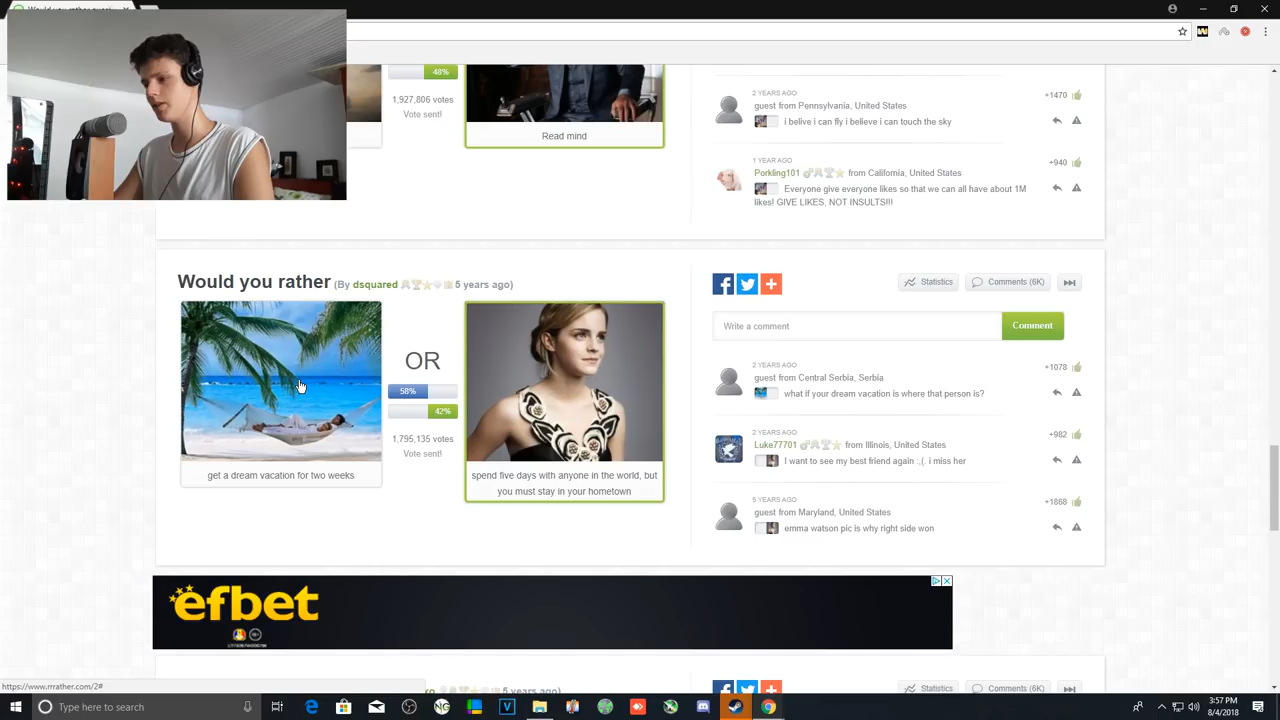 48%
1,927,806 votes
Vote sent!
Read mind
+1470
2 YEARS AGO
guest from Pennsylvania, United States
i belive i can fly i believe i can touch the sky
1 YEAR AGO
+940
Porkling101 from California, United States
Everyone give everyone likes so that we can all have about 1M
likes! GIVE LIKES, NOT INSULTS!!!
Would you rather (By dsquared 5 years ago)
Statistics
Comments (6K)
OR
58%
42%
1,795,135 votes
Vote sent!
get a dream vacation for two weeks
spend five days with anyone in the world, but
you must stay in your hometown
Write a comment
Comment
2 YEARS AGO
+1078
guest from Central Serbia, Serbia
what if your dream vacation is where that person is?
2 YEARS AGO
+982
Luke77701 from Illinois, United States
I want to see my best friend again :,(. i miss her
5 YEARS AGO
+1868
guest from Maryland, United States
emma watson pic is why right side won
efbet
18+
https://www.rrrather.com/2#
5 years ago)
Statistics
Comments (6K)
Type here to search
3:57 PM
8/4/2018